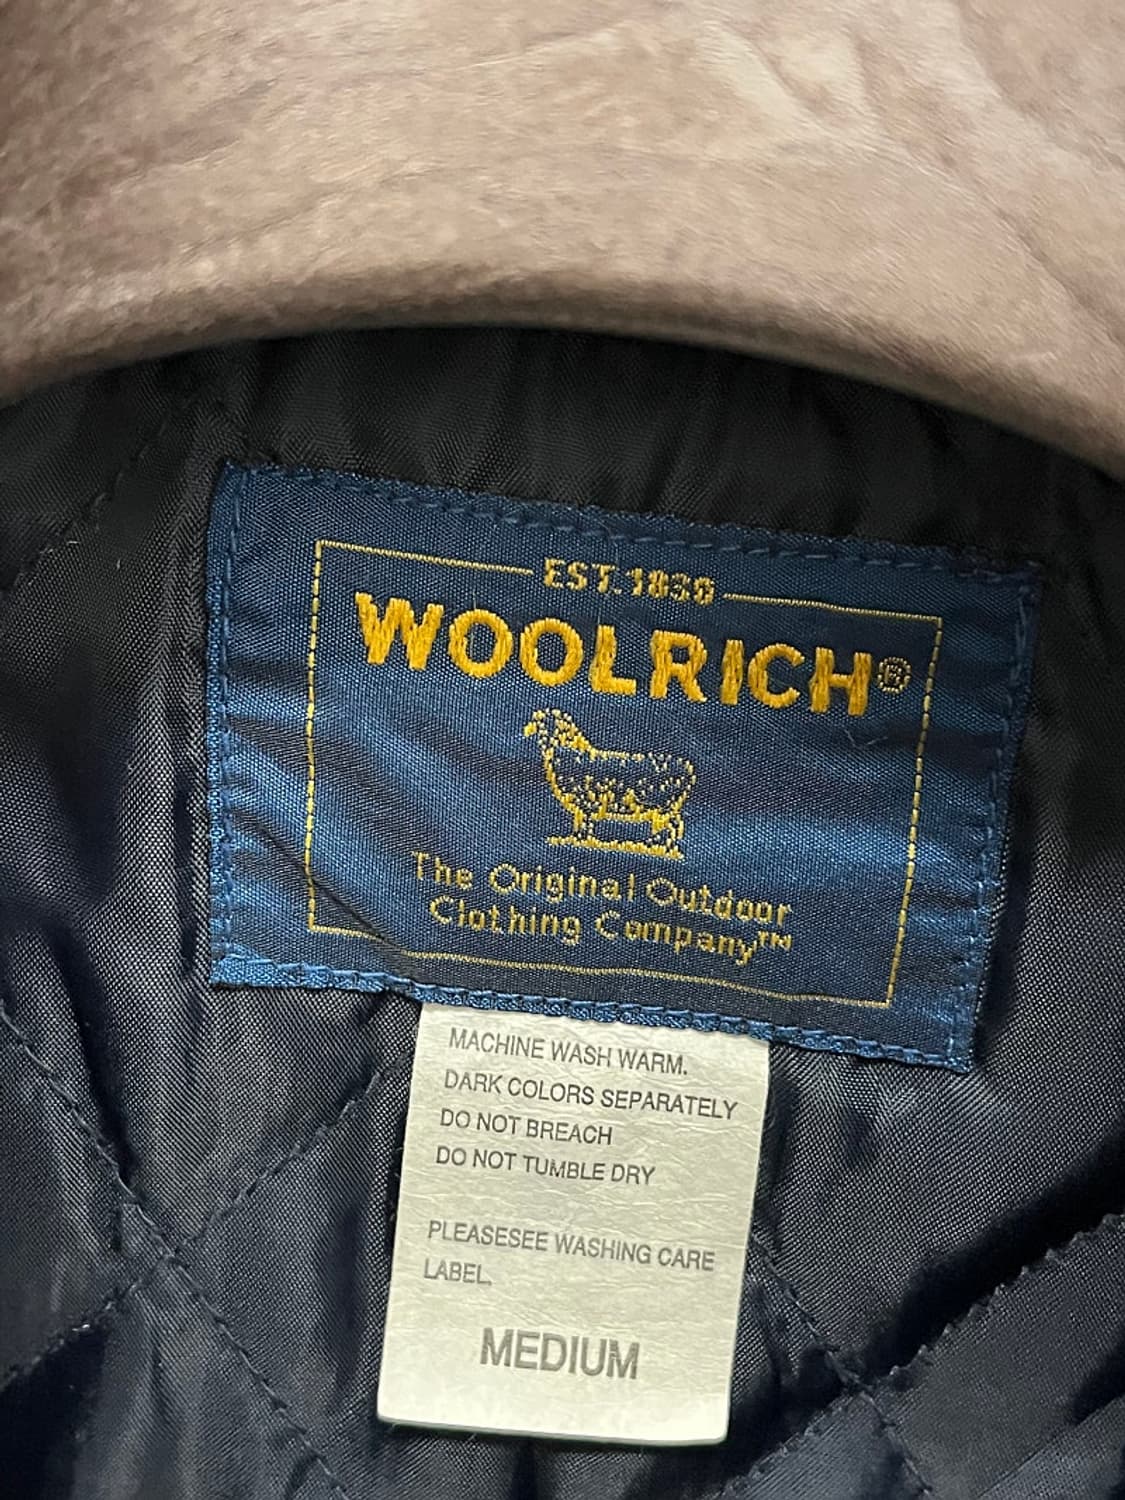 EST. 1830
WOOLRICH®
The Original Outdoor
Clothing Company™
MACHINE WASH WARM.
DARK COLORS SEPARATELY
DO NOT BREACH
DO NOT TUMBLE DRY
PLEASESEE WASHING CARE
LABEL.
MEDIUM